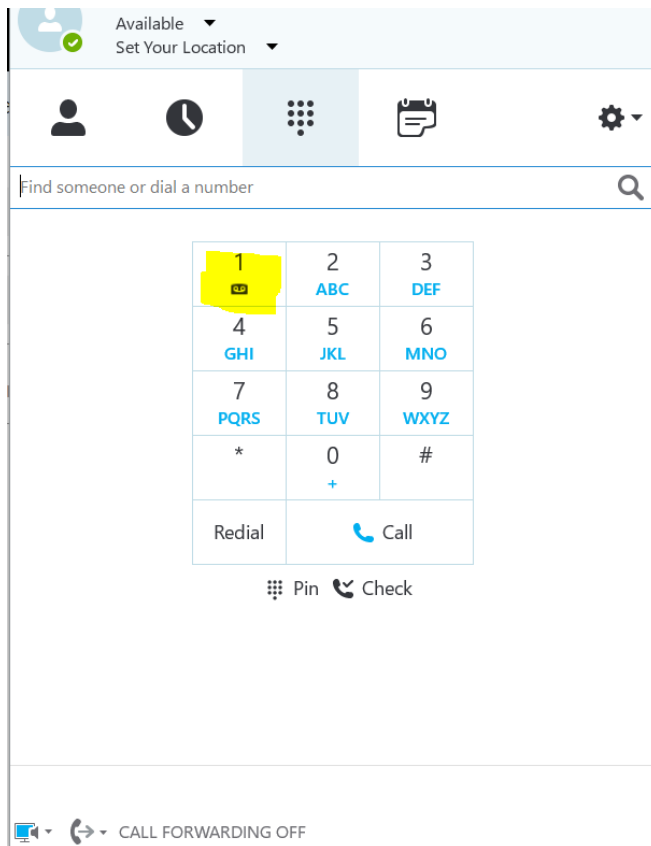 Available
Set Your Location
Find someone or dial a number
1 2 3
ABC DEF
4 5 6
GHI JKL MNO
7 8 9
PQRS TUV WXYZ
* 0 #
+
Redial Call
Pin Check
CALL FORWARDING OFF